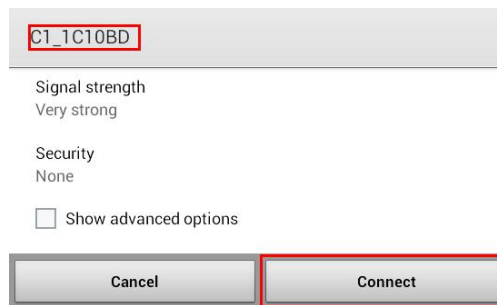 C1_1C10BD
Signal strength
Very strong
Security
None
Show advanced options
Cancel Connect